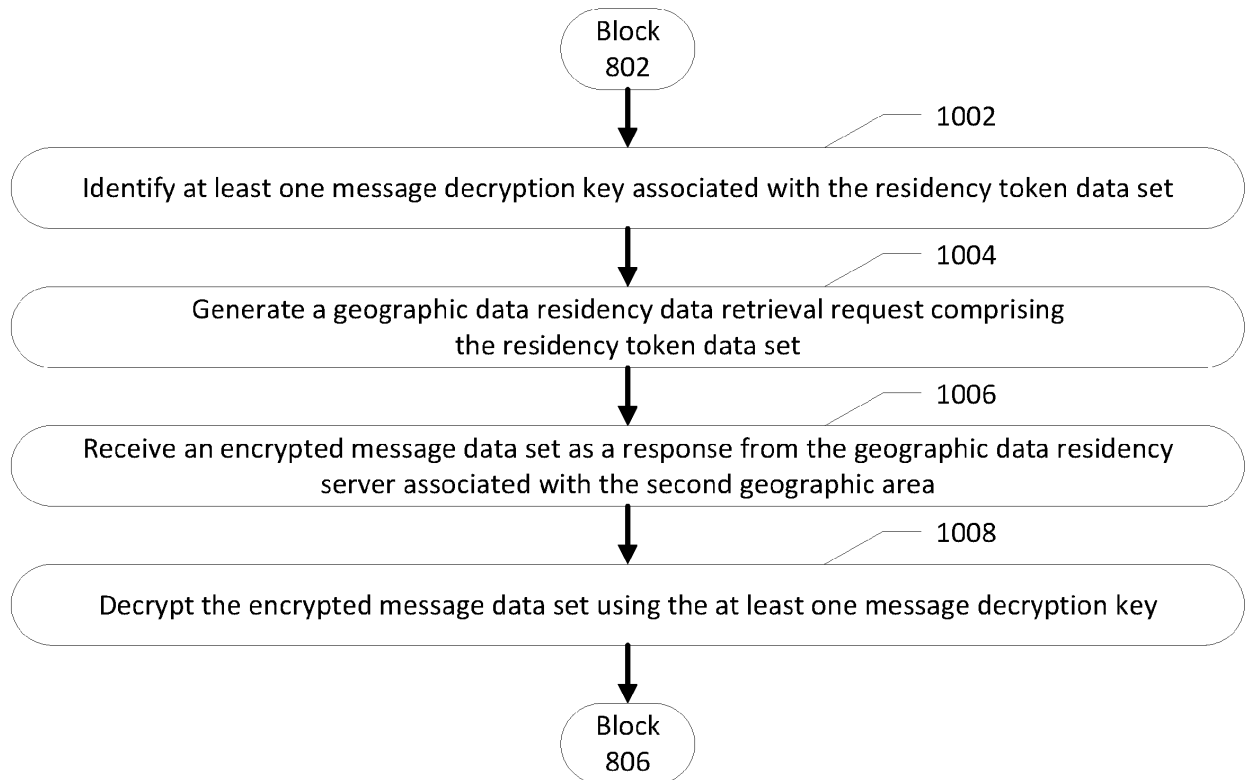 Block
802
1002
Identify at least one message decryption key associated with the residency token data set
1004
Generate a geographic data residency data retrieval request comprising
the residency token data set
1006
Receive an encrypted message data set as a response from the geographic data residency
server associated with the second geographic area
1008
Decrypt the encrypted message data set using the at least one message decryption key
Block
806